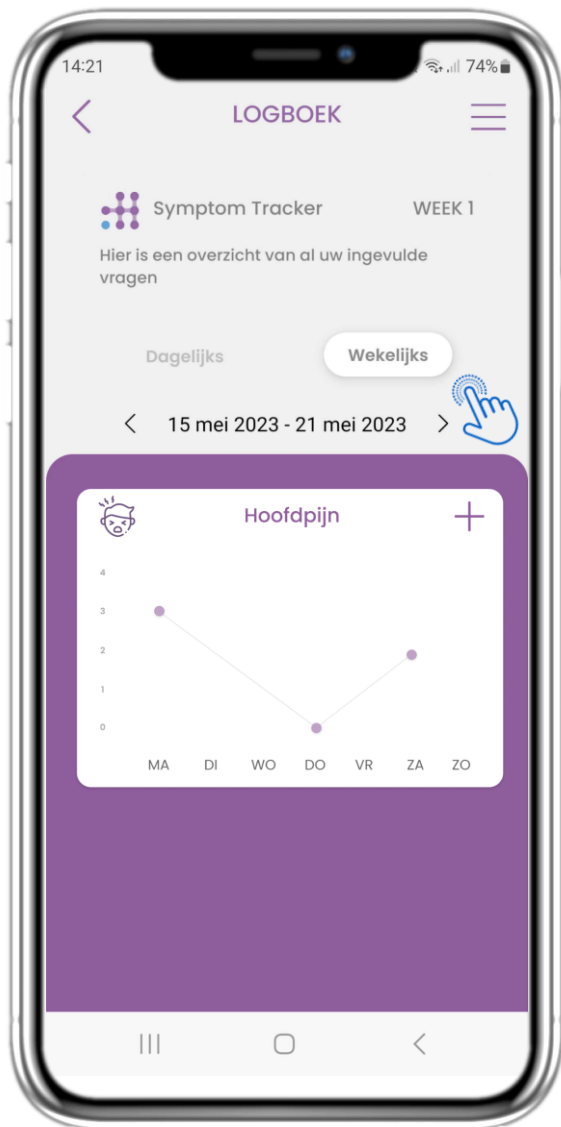 14:21
74%
LOGBOEK
Symptom Tracker
WEEK 1
Hier is een overzicht van al uw ingevulde
vragen
Dagelijks
Wekelijks
15 mei 2023 - 21 mei 2023
Hoofdpijn
4
3
2
1
0
MA DI WO DO VR ZA ZO